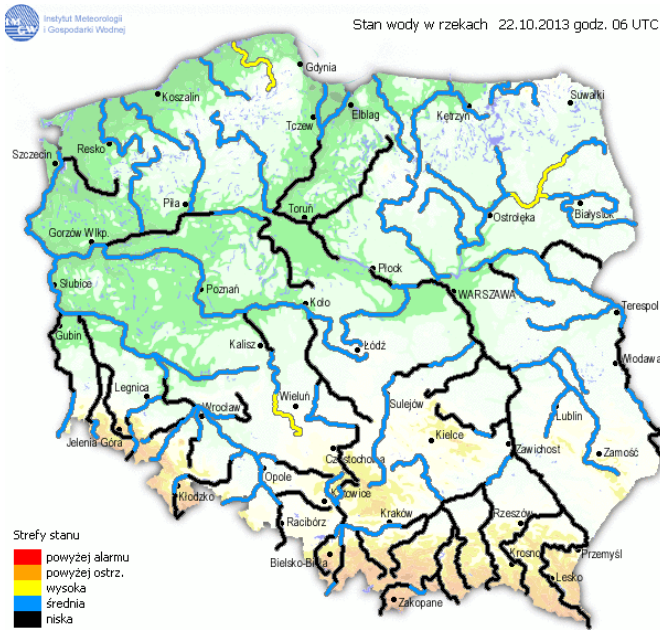 Instytut Meteorologii
i Gospodarki Wodnej
IMGW
Stan wody w rzekach 22.10.2013 godz. 06 UTC
Gdynia
Koszalin
Suwałki
Elbląg
Kętrzyn
Tczew
Resko
Szczecin
Piła
Toruń
Ostrołęka
Białystok
Gorzów Wlkp.
Płock
Słubice
Poznań
WARSZAWA
Koło
Terespol
Gubin
Kalisz
Łódź
Włodawa
Legnica
Wieluń
Wrocław
Sulejów
Lublin
Jelenia Góra
Kielce
Zawichost
Zamość
Częstochowa
Opole
Kłodzko
Katowice
Racibórz
Kraków
Rzeszów
Bielsko-Biała
Krosno
Przemyśl
Lesko
Zakopane
Strefy stanu
powyżej alarmu
powyżej ostrz.
wysoka
średnia
niska